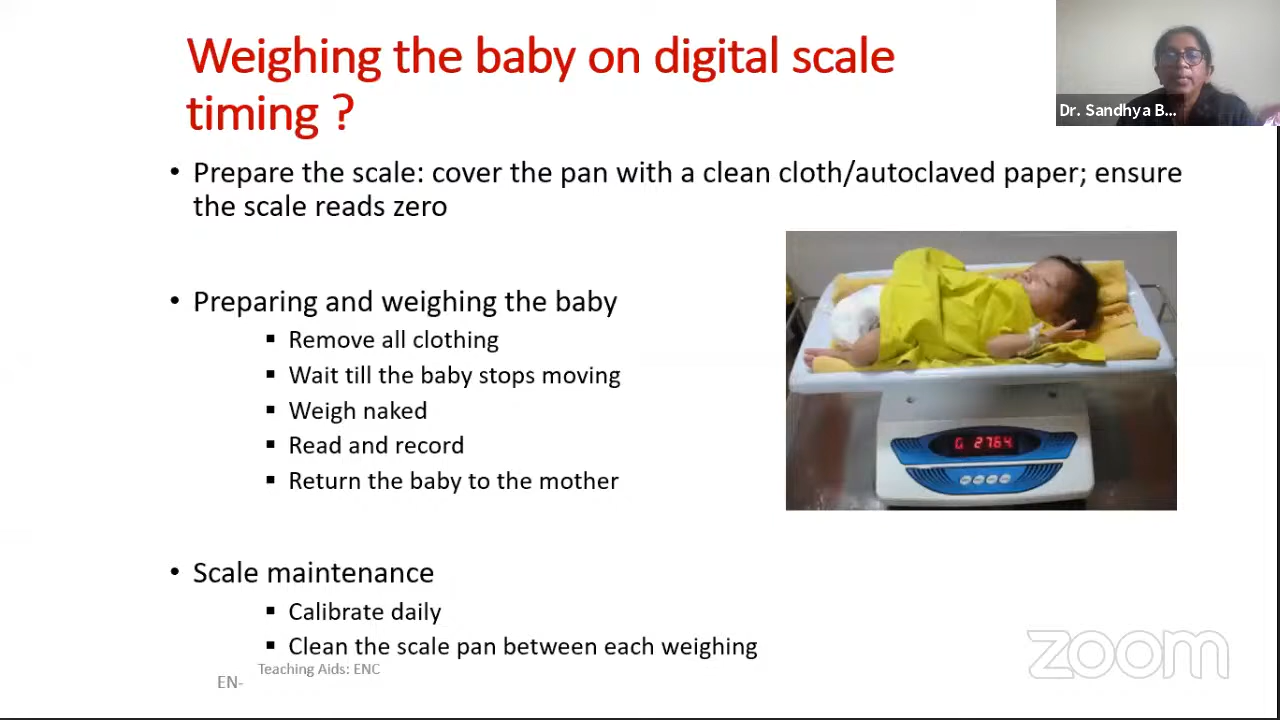 Weighing the baby on digital scale
timing ?
Dr. Sandhya B...
• Prepare the scale: cover the pan with a clean cloth/autoclaved paper; ensure
the scale reads zero
• Preparing and weighing the baby
▪ Remove all clothing
▪ Wait till the baby stops moving
▪ Weigh naked
▪ Read and record
▪ Return the baby to the mother
0. 2764
• Scale maintenance
▪ Calibrate daily
▪ Clean the scale pan between each weighing
Teaching Aids: ENC
EN-
zoom